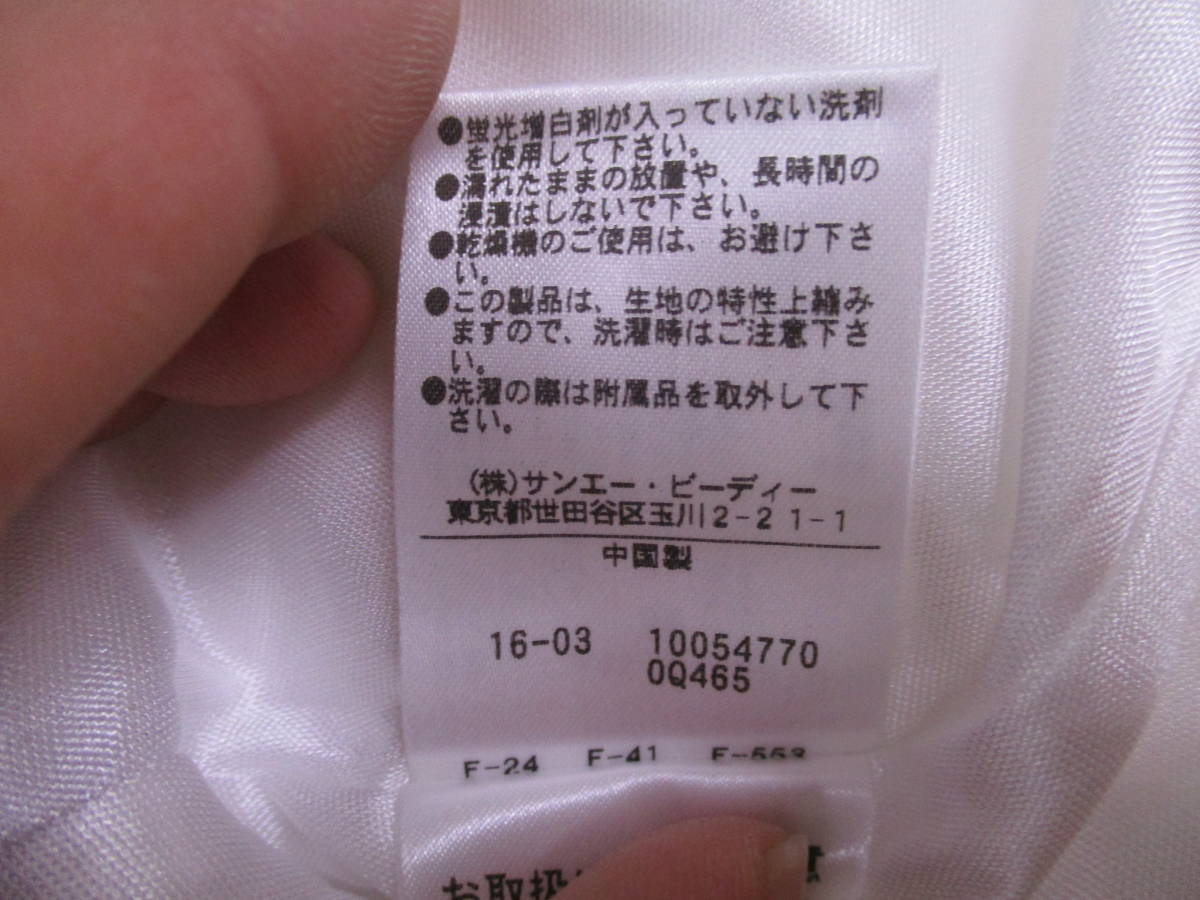 ●蛍光増白剤が入っていない洗剤
を使用して下さい。
●濡れたままの放置や、長時間の
浸漬はしないで下さい。
●乾燥機のご使用は、お避け下さ
い。
●この製品は、生地の特性上縮み
ますので、洗濯時はご注意下さ
い。
●洗濯の際は附属品を取外して下
さい。
(株)サンエー・ビーディー
東京都世田谷区玉川2-21-1
中国製
16-03 10054770
0Q465
F-24 F-41 F-553
お取扱